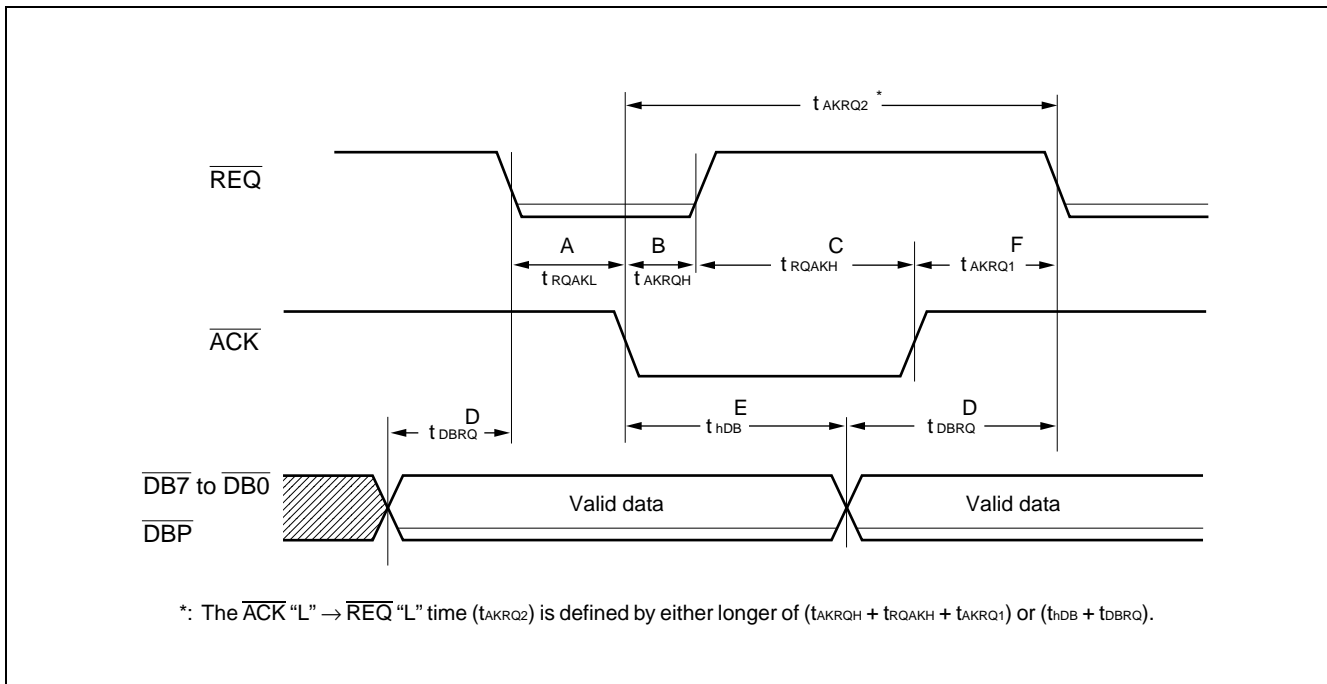 t AKRQ2 *
REQ
A B C F
t RQAKL t AKRQH t RQAKH t AKRQ1
ACK
D E D
t DBRQ t hDB t DBRQ
DB7 to DB0
Valid data Valid data
DBP
*: The ACK “L” → REQ “L” time (tAKRQ2) is defined by either longer of (tAKRQH + tRQAKH + tAKRQ1) or (thDB + tDBRQ).